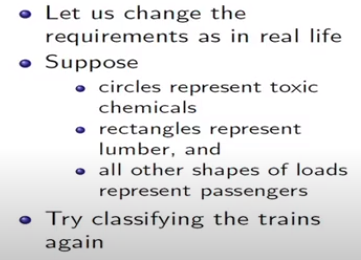 Let us change the
requirements as in real life
Suppose
circles represent toxic
chemicals
rectangles represent
lumber, and
all other shapes of loads
represent passengers
Try classifying the trains
again